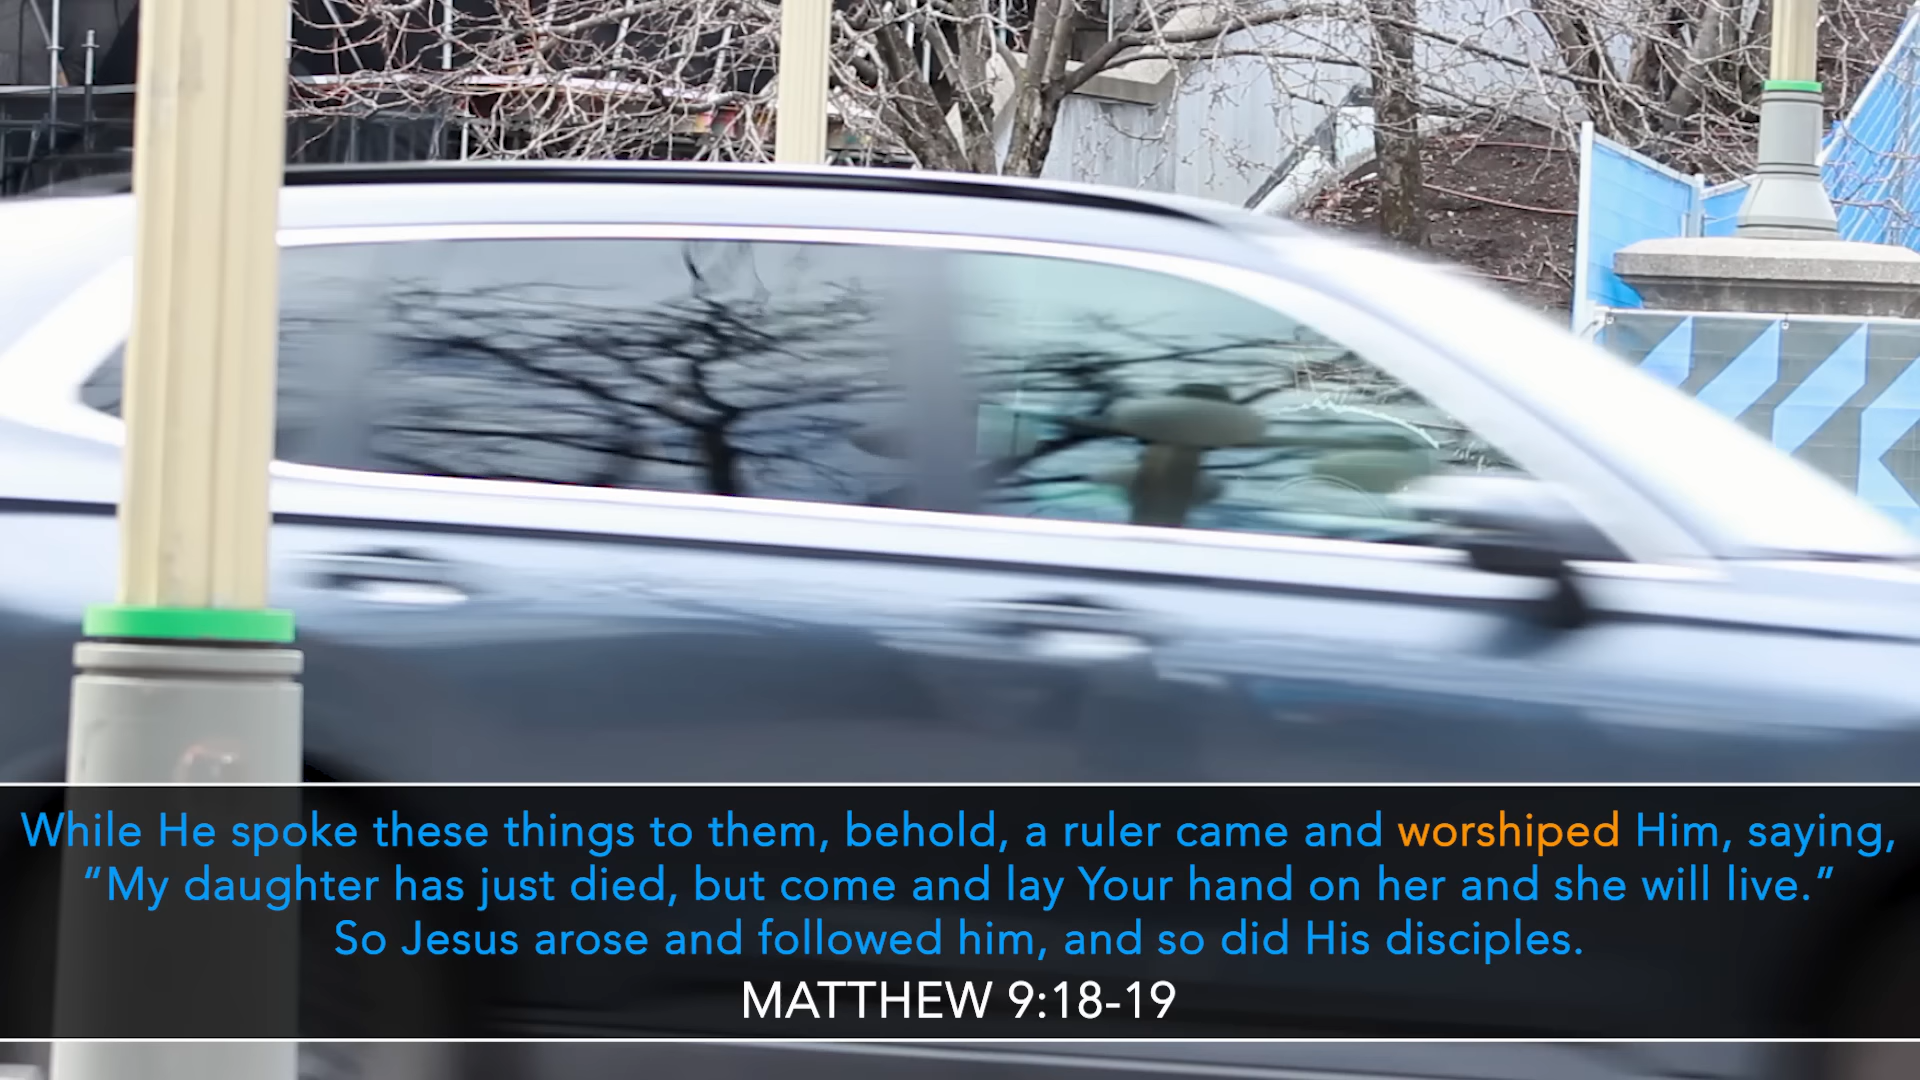 While He spoke these things to them, behold, a ruler came and worshiped Him, saying,
“My daughter has just died, but come and lay Your hand on her and she will live.”
So Jesus arose and followed him, and so did His disciples.
MATTHEW 9:18-19